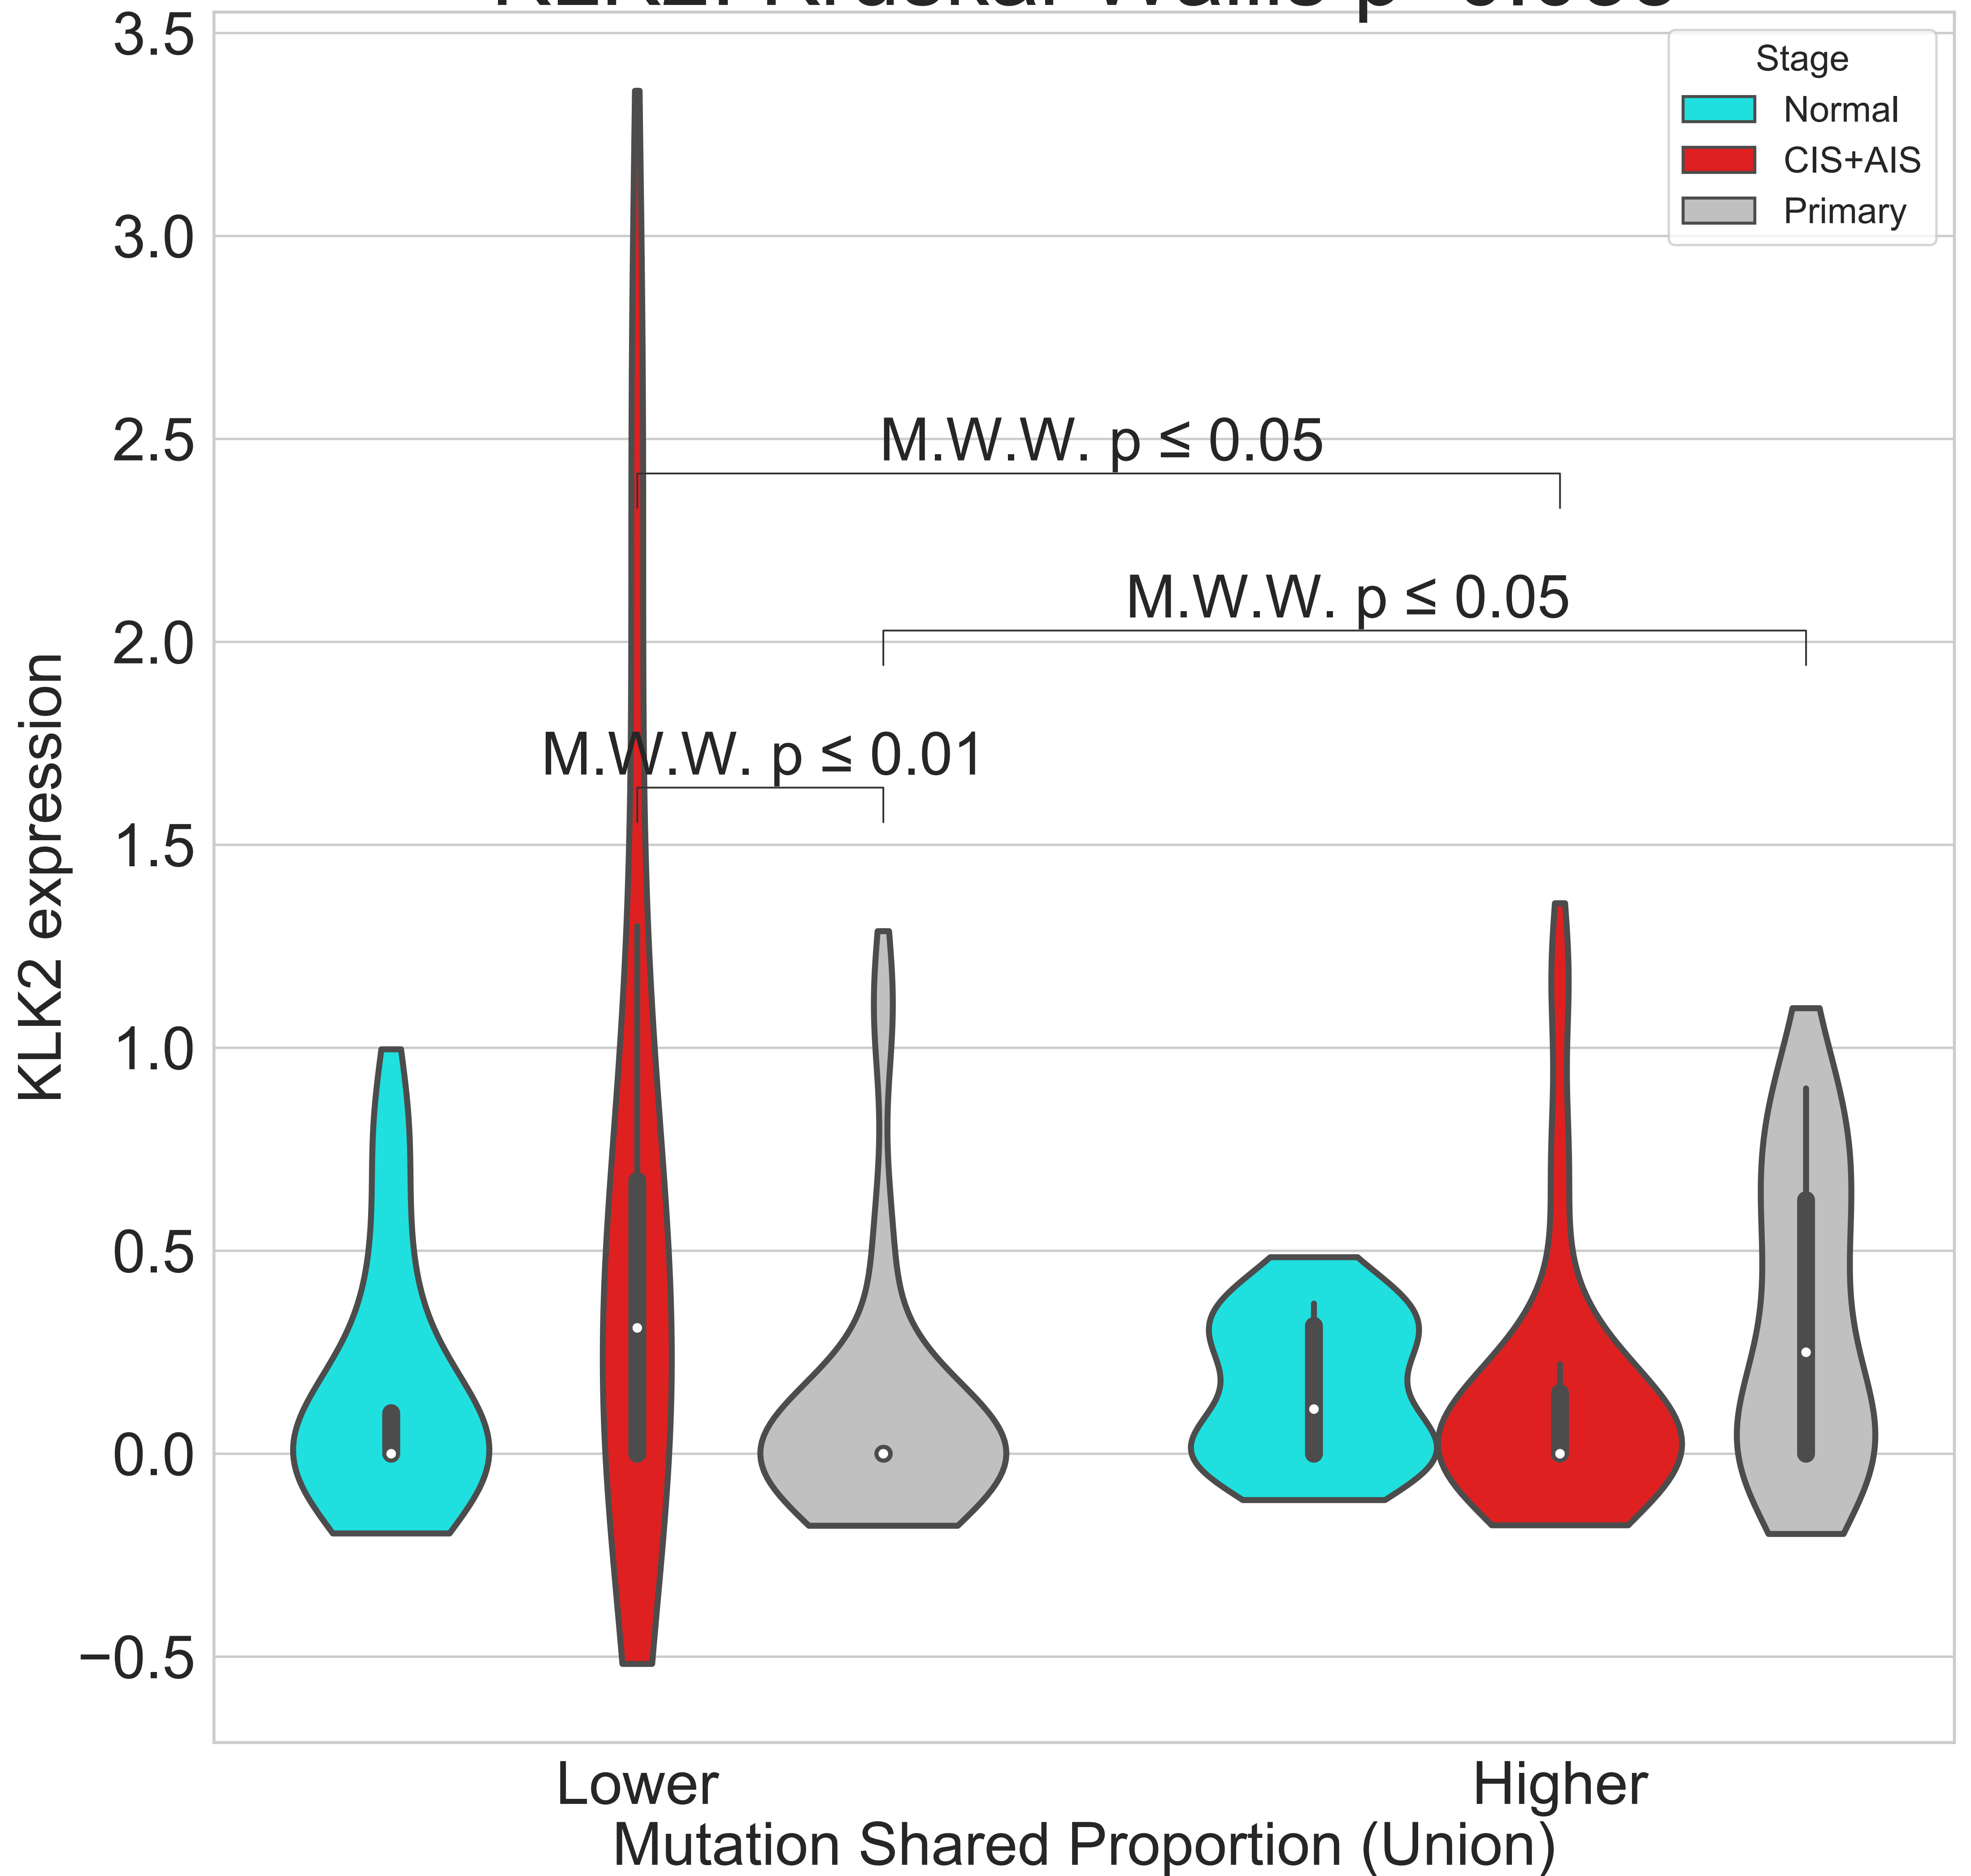 3.5
3.0
2.5
2.0
1.5
1.0
0.5
0.0
−0.5
KLK2 expression
Stage
Normal
CIS+AIS
Primary
M.W.W. p ≤ 0.05
M.W.W. p ≤ 0.05
M.W.W. p ≤ 0.01
Lower
Higher
Mutation Shared Proportion (Union)